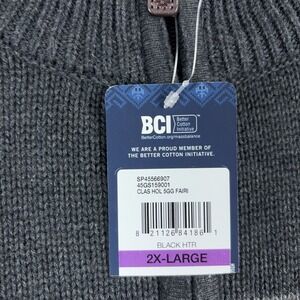 BCI Better Cotton Initiative
BetterCotton.org/massbalance
WE ARE A PROUD MEMBER OF
THE BETTER COTTON INITIATIVE.
SP45566907
45GS159001
CLAS HOL 5GG FAIRI
8 21126 84186 1
BLACK HTR
2X-LARGE